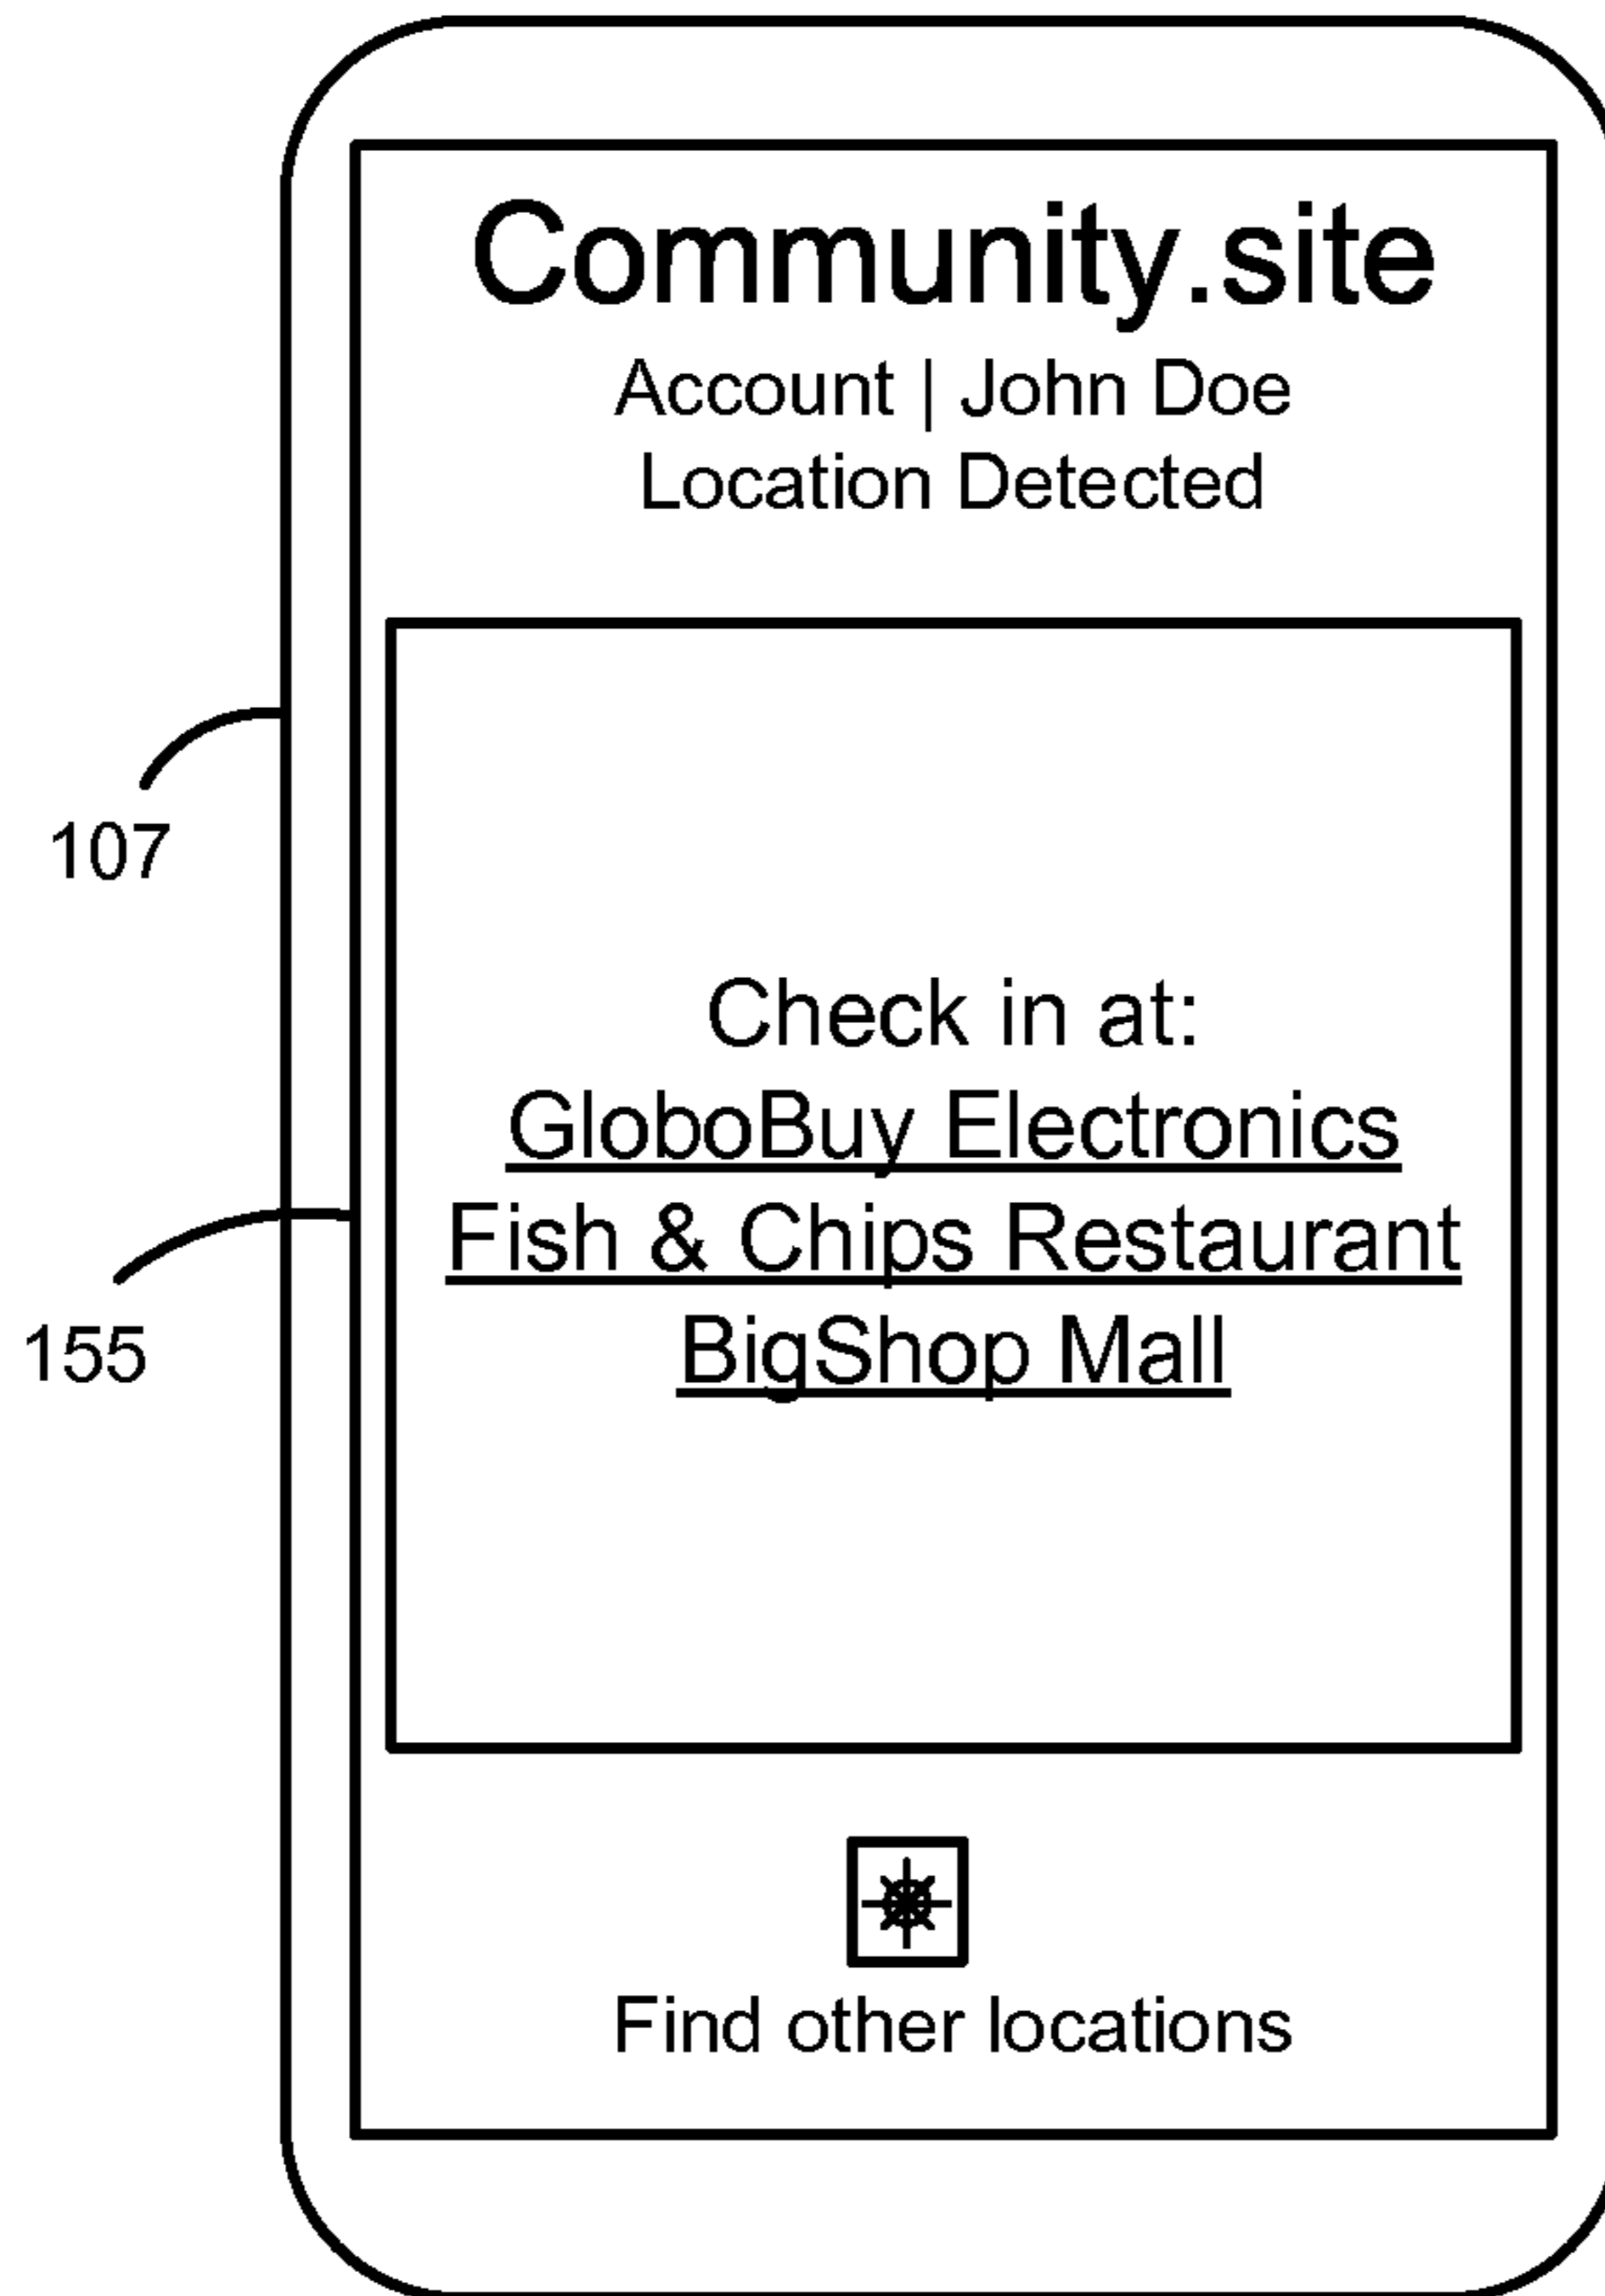 Community.site
Account | John Doe
Location Detected
107
Check in at:
GloboBuy Electronics
Fish & Chips Restaurant
155
BigShop Mall
Find other locations